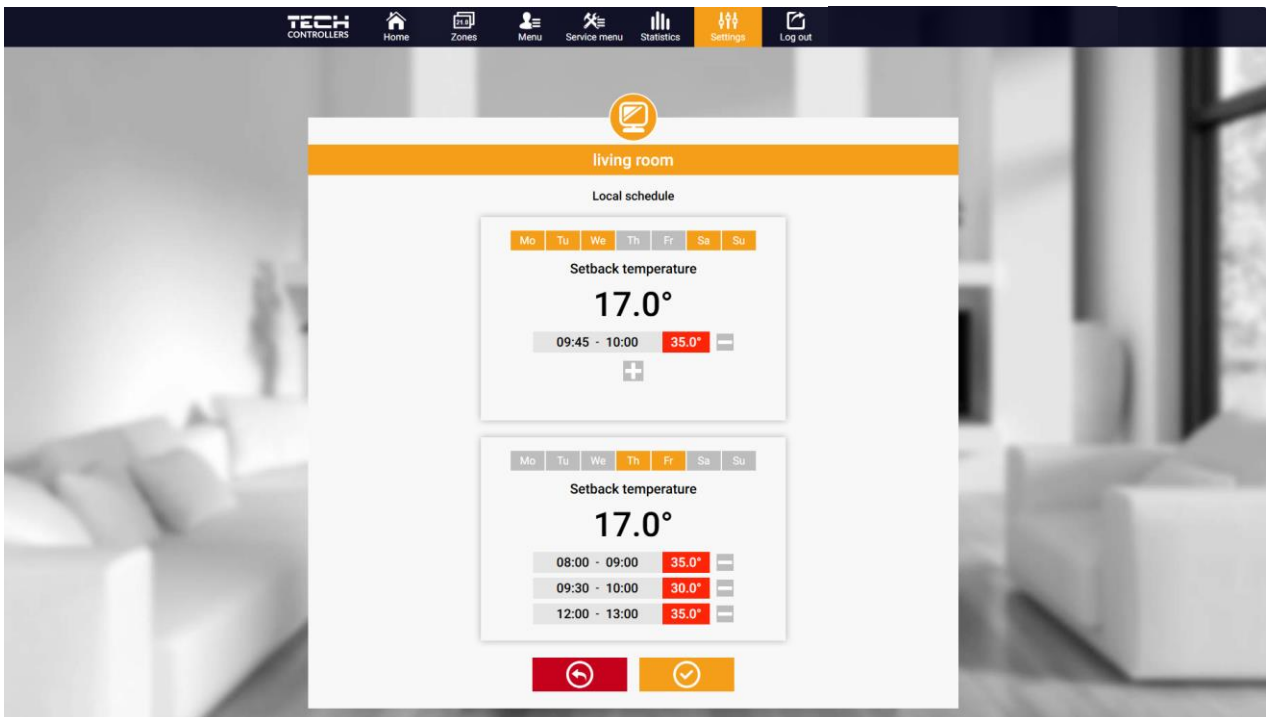 TECH
CONTROLLERS
Home
21.0
Zones
Menu
Service menu
Statistics
Settings
Log out
living room
Local schedule
Mo Tu We Th Fr Sa Su
Setback temperature
17.0°
09:45 - 10:00 35.0°
Mo Tu We Th Fr Sa Su
Setback temperature
17.0°
08:00 - 09:00 35.0°
09:30 - 10:00 30.0°
12:00 - 13:00 35.0°